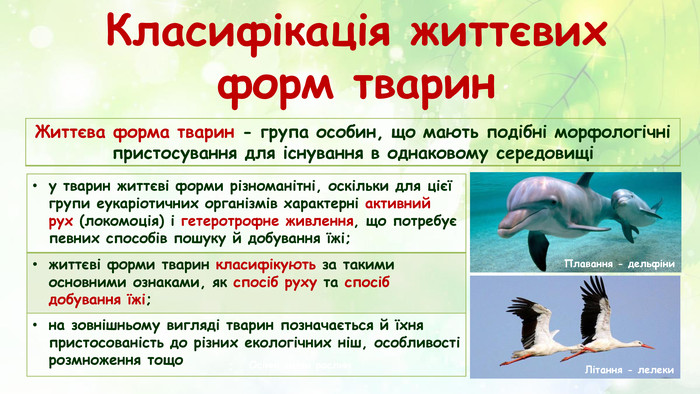 Класифікація життєвих
форм тварин
Життєва форма тварин - група особин, що мають подібні морфологічні
пристосування для існування в однаковому середовищі
• у тварин життєві форми різноманітні, оскільки для цієї
групи еукаріотичних організмів характерні активний
рух (локомоція) і гетеротрофне живлення, що потребує
певних способів пошуку й добування їжі;
• життєві форми тварин класифікують за такими
основними ознаками, як спосіб руху та спосіб
добування їжі;
• на зовнішньому вигляді тварин позначається й їхня
пристосованість до різних екологічних ніш, особливості
розмноження тощо
Плавання - дельфіни
Літання - лелеки